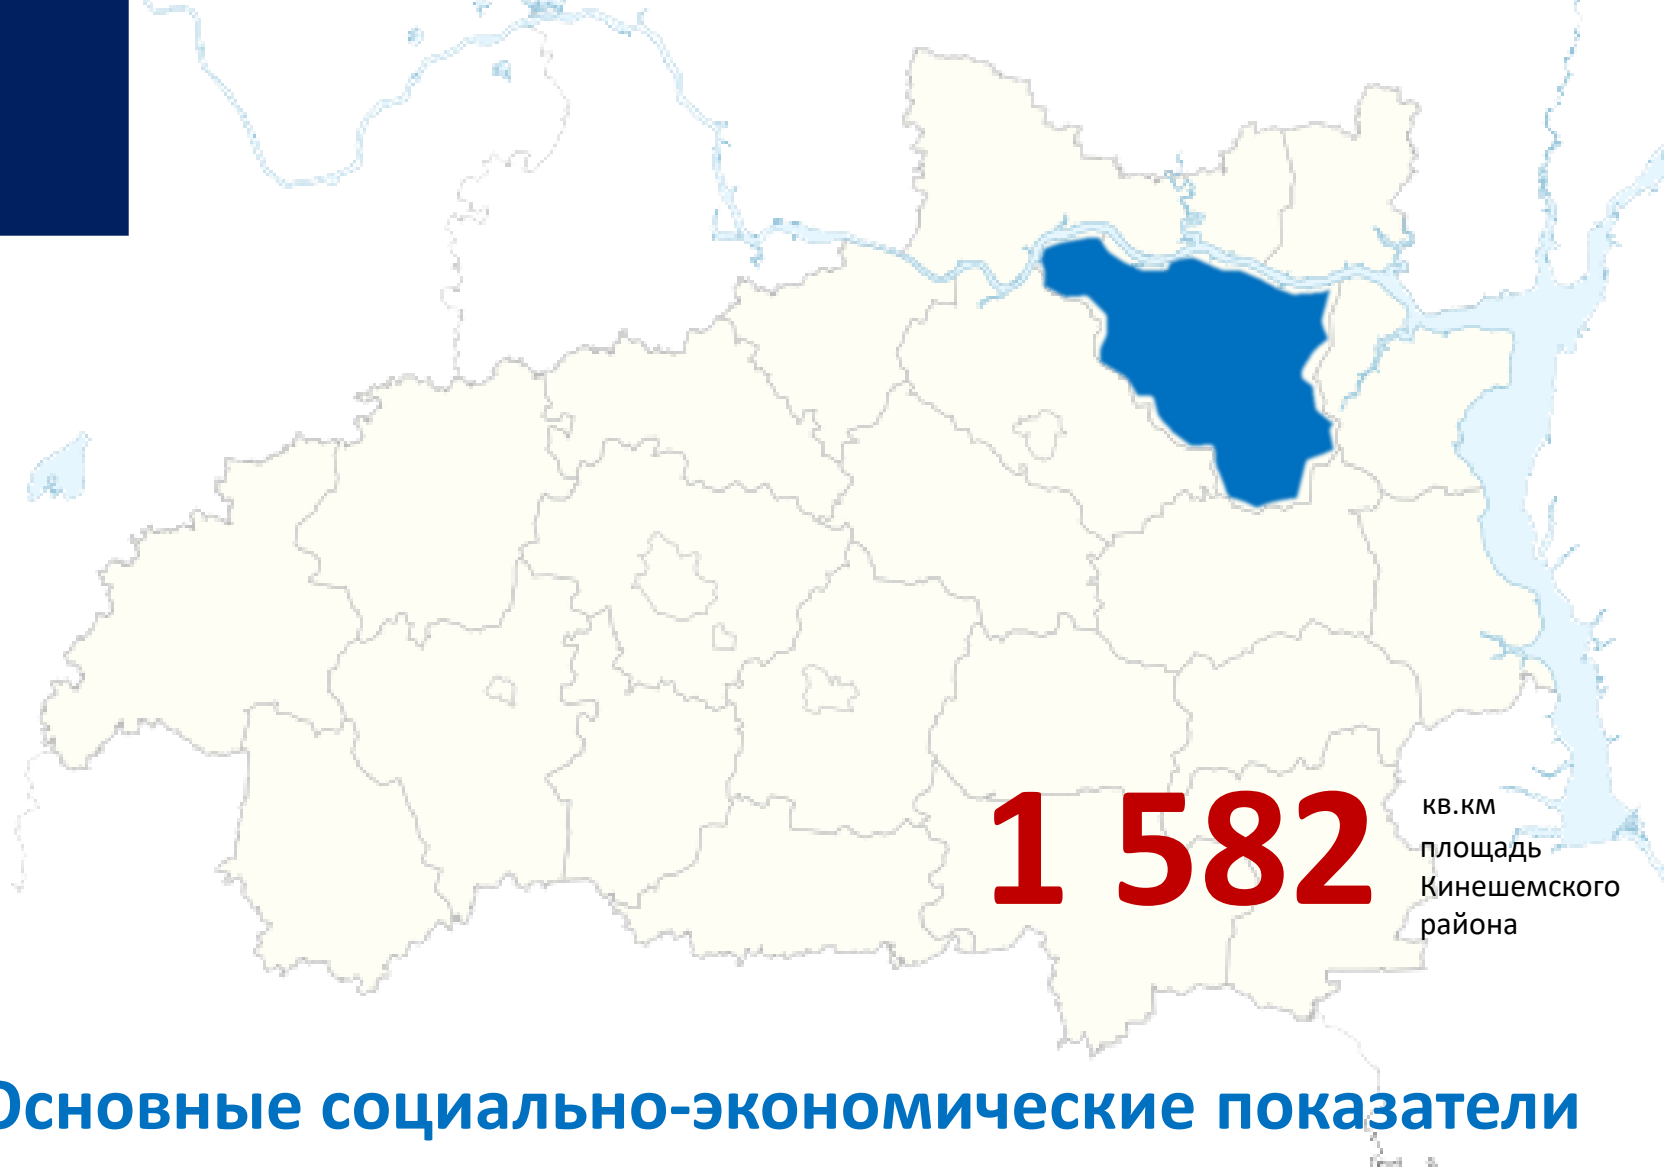 1 582
кв.км
площадь
Кинешемского
района
Основные социально-экономические показатели